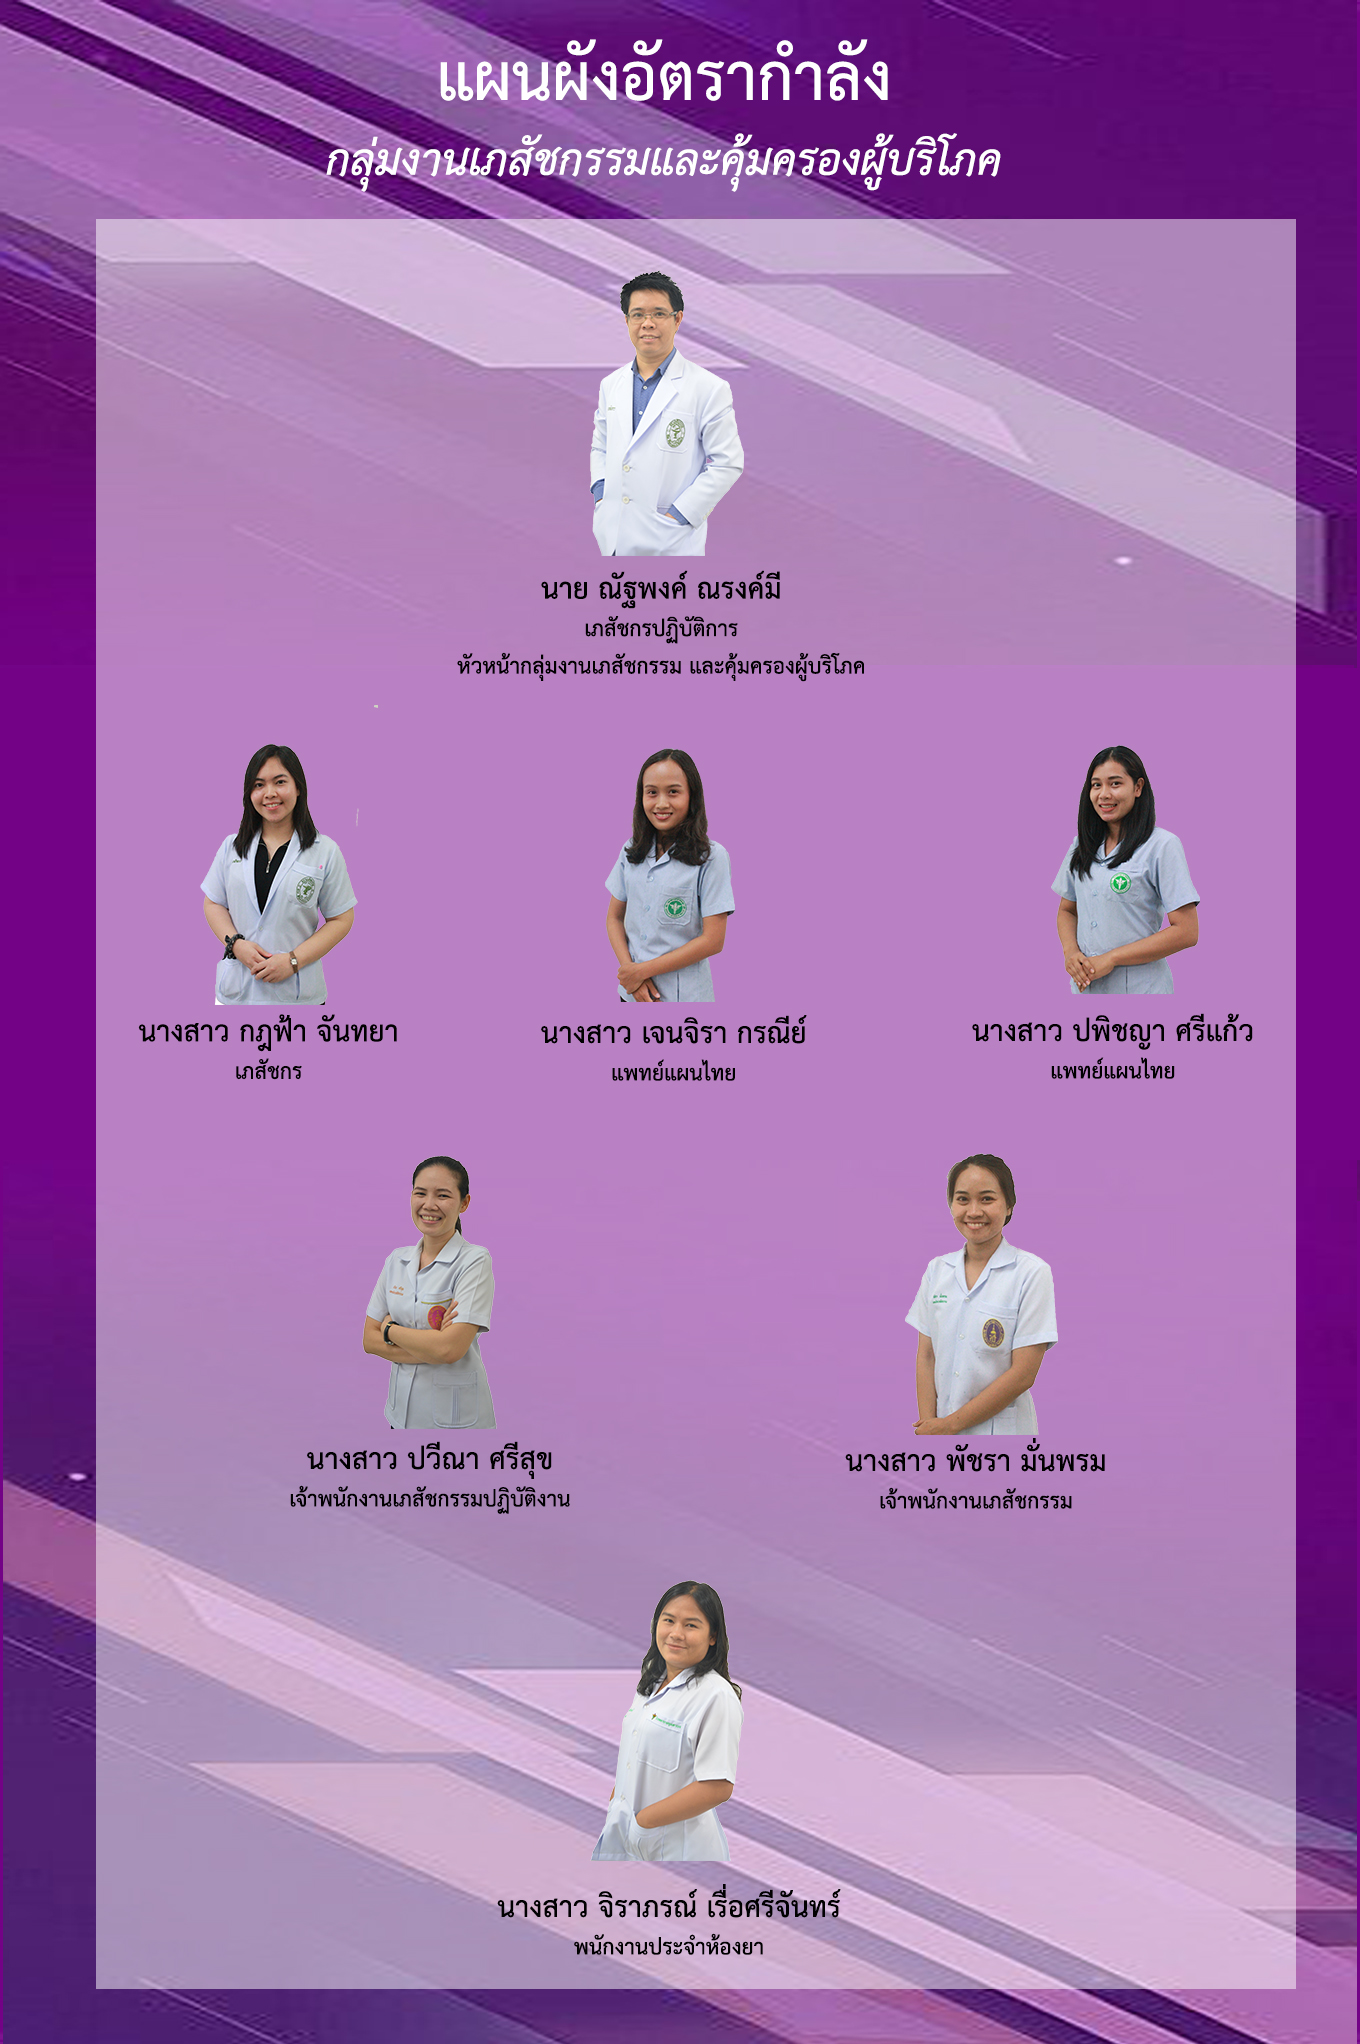 แผนผังอัตรากำลัง
กลุ่มงานเภสัชกรรมและคุ้มครองผู้บริโภค
นาย ณัฐพงค์ ณรงค์มี
เภสัชกรปฏิบัติการ
หัวหน้ากลุ่มงานเภสัชกรรม และคุ้มครองผู้บริโภค
นางสาว กฎฟ้า จันทยา
เภสัชกร
นางสาว เจนจิรา กรณีย์
แพทย์แผนไทย
นางสาว ปพิชญา ศรีแก้ว
แพทย์แผนไทย
นางสาว ปวีณา ศรีสุข
เจ้าพนักงานเภสัชกรรมปฏิบัติงาน
นางสาว พัชรา มั่นพรม
เจ้าพนักงานเภสัชกรรม
นางสาว จิราภรณ์ เรื่อศรีจันทร์
พนักงานประจำห้องยา